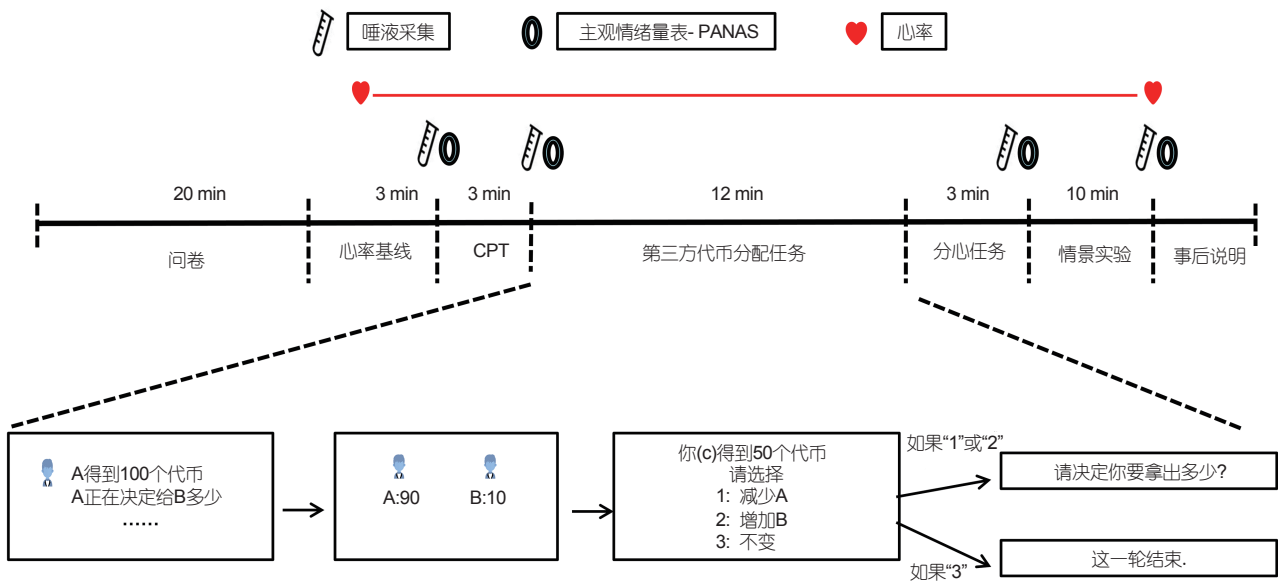 唾液采集
主观情绪量表- PANAS
心率
20 min
3 min
3 min
12 min
3 min
10 min
问卷
心率基线
CPT
第三方代币分配任务
分心任务
情景实验
事后说明
A得到100个代币
A正在决定给B多少
……
A:90
B:10
你(c)得到50个代币
请选择
1: 减少A
2: 增加B
3: 不变
如果“1”或“2”
请决定你要拿出多少?
如果“3”
这一轮结束.